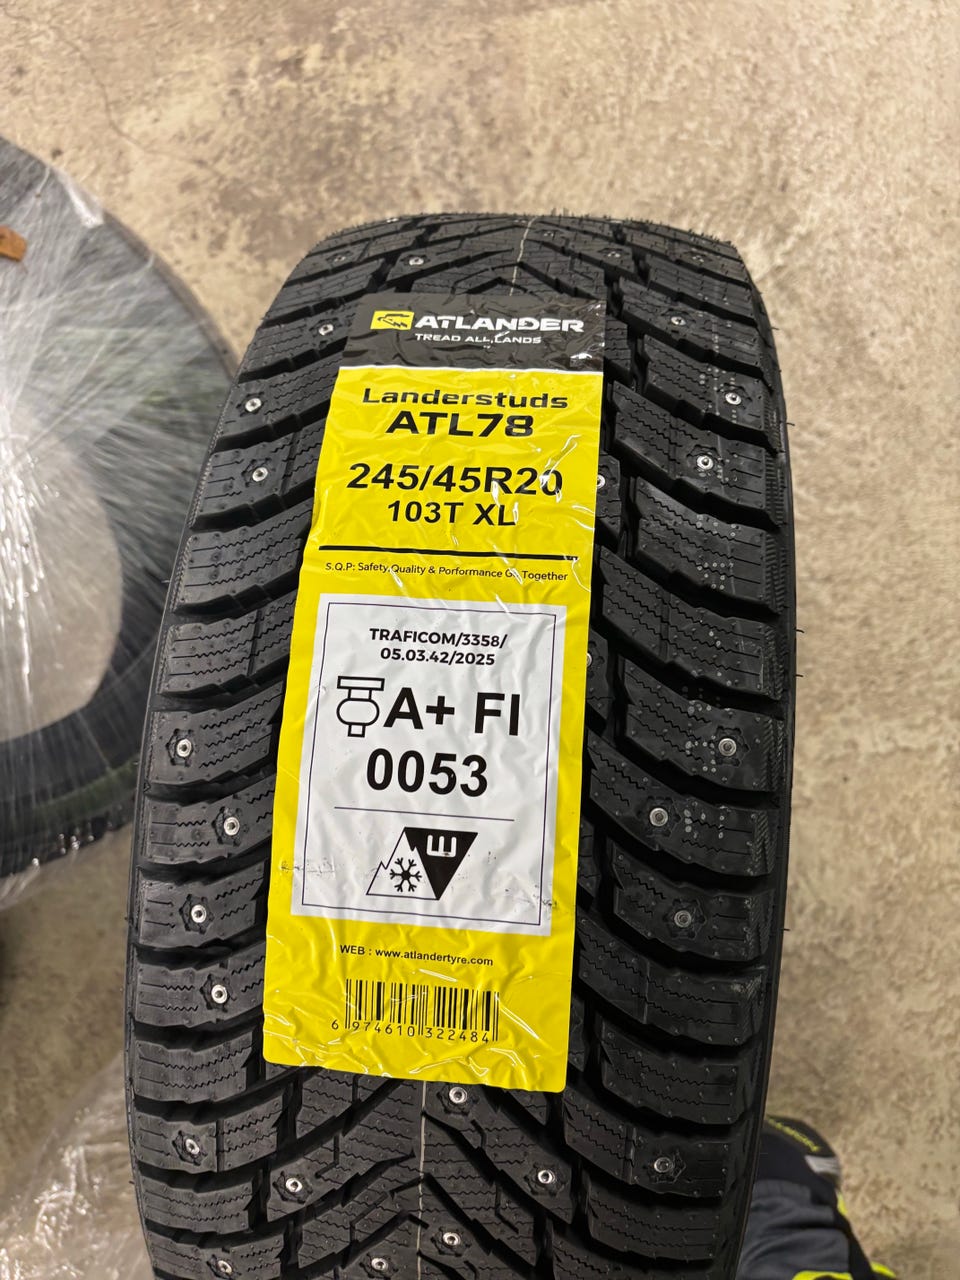 ATLANDER
TREAD ALL LANDS
Landerstuds
ATL78
245/45R20
103T XL
S.Q.P: Safety,Quality & Porformance Go Together
TRAFICOM/3358/
05.03.42/2025
A+ FI
0053
Ш
WEB : www.atlandertyre.com
6 974610 322484